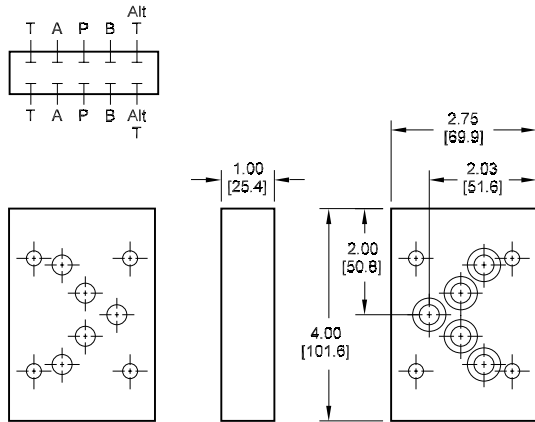 Alt
T A P B T
T A P B Alt
T
2.75
[69.9]
1.00
[25.4]
2.03
[51.6]
2.00
[50.8]
4.00
[101.6]